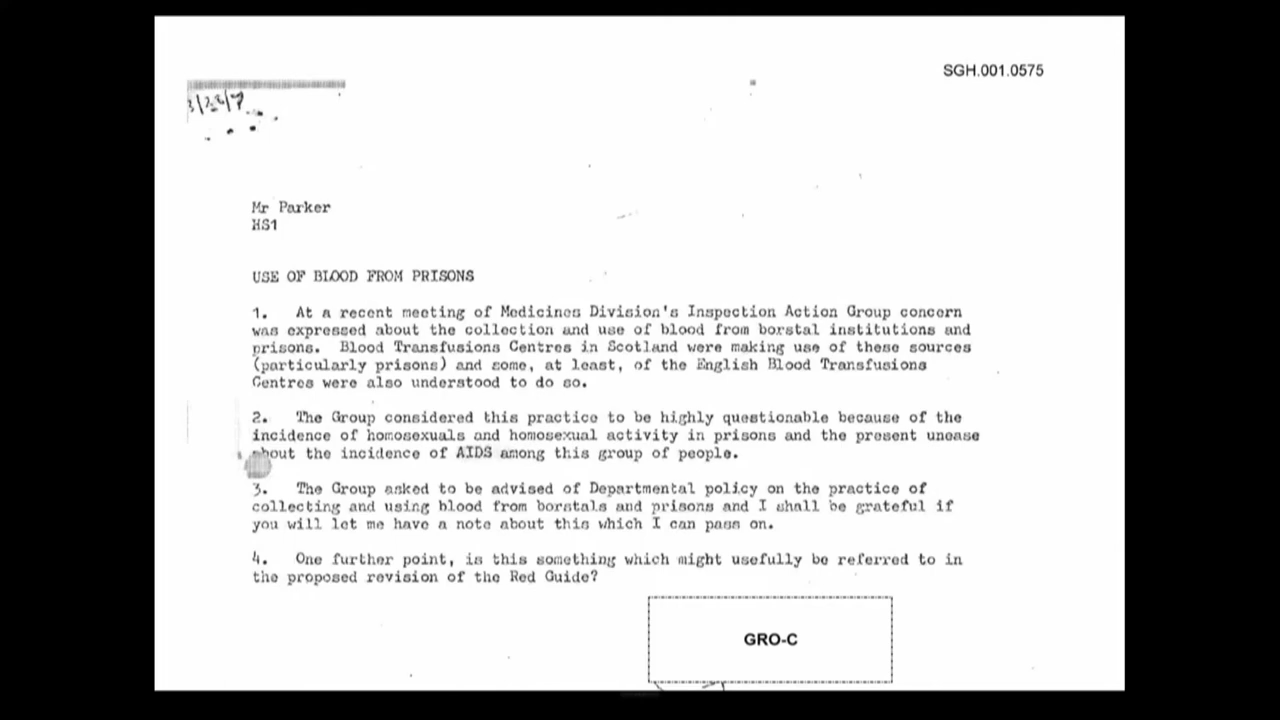 SGH.001.0575
Mr Parker
HS1
USE OF BLOOD FROM PRISONS
1. At a recent meeting of Medicines Division's Inspection Action Group concern
was expressed about the collection and use of blood from borstal institutions and
prisons. Blood Transfusions Centres in Scotland were making use of these sources
(particularly prisons) and some, at least, of the English Blood Transfusions
Centres were also understood to do so.
2. The Group considered this practice to be highly questionable because of the
incidence of homosexuals and homosexual activity in prisons and the present unease
about the incidence of AIDS among this group of people.
3. The Group asked to be advised of Departmental policy on the practice of
collecting and using blood from borstals and prisons and I shall be grateful if
you will let me have a note about this which I can pass on.
4. One further point, is this something which might usefully be referred to in
the proposed revision of the Red Guide?
GRO-C